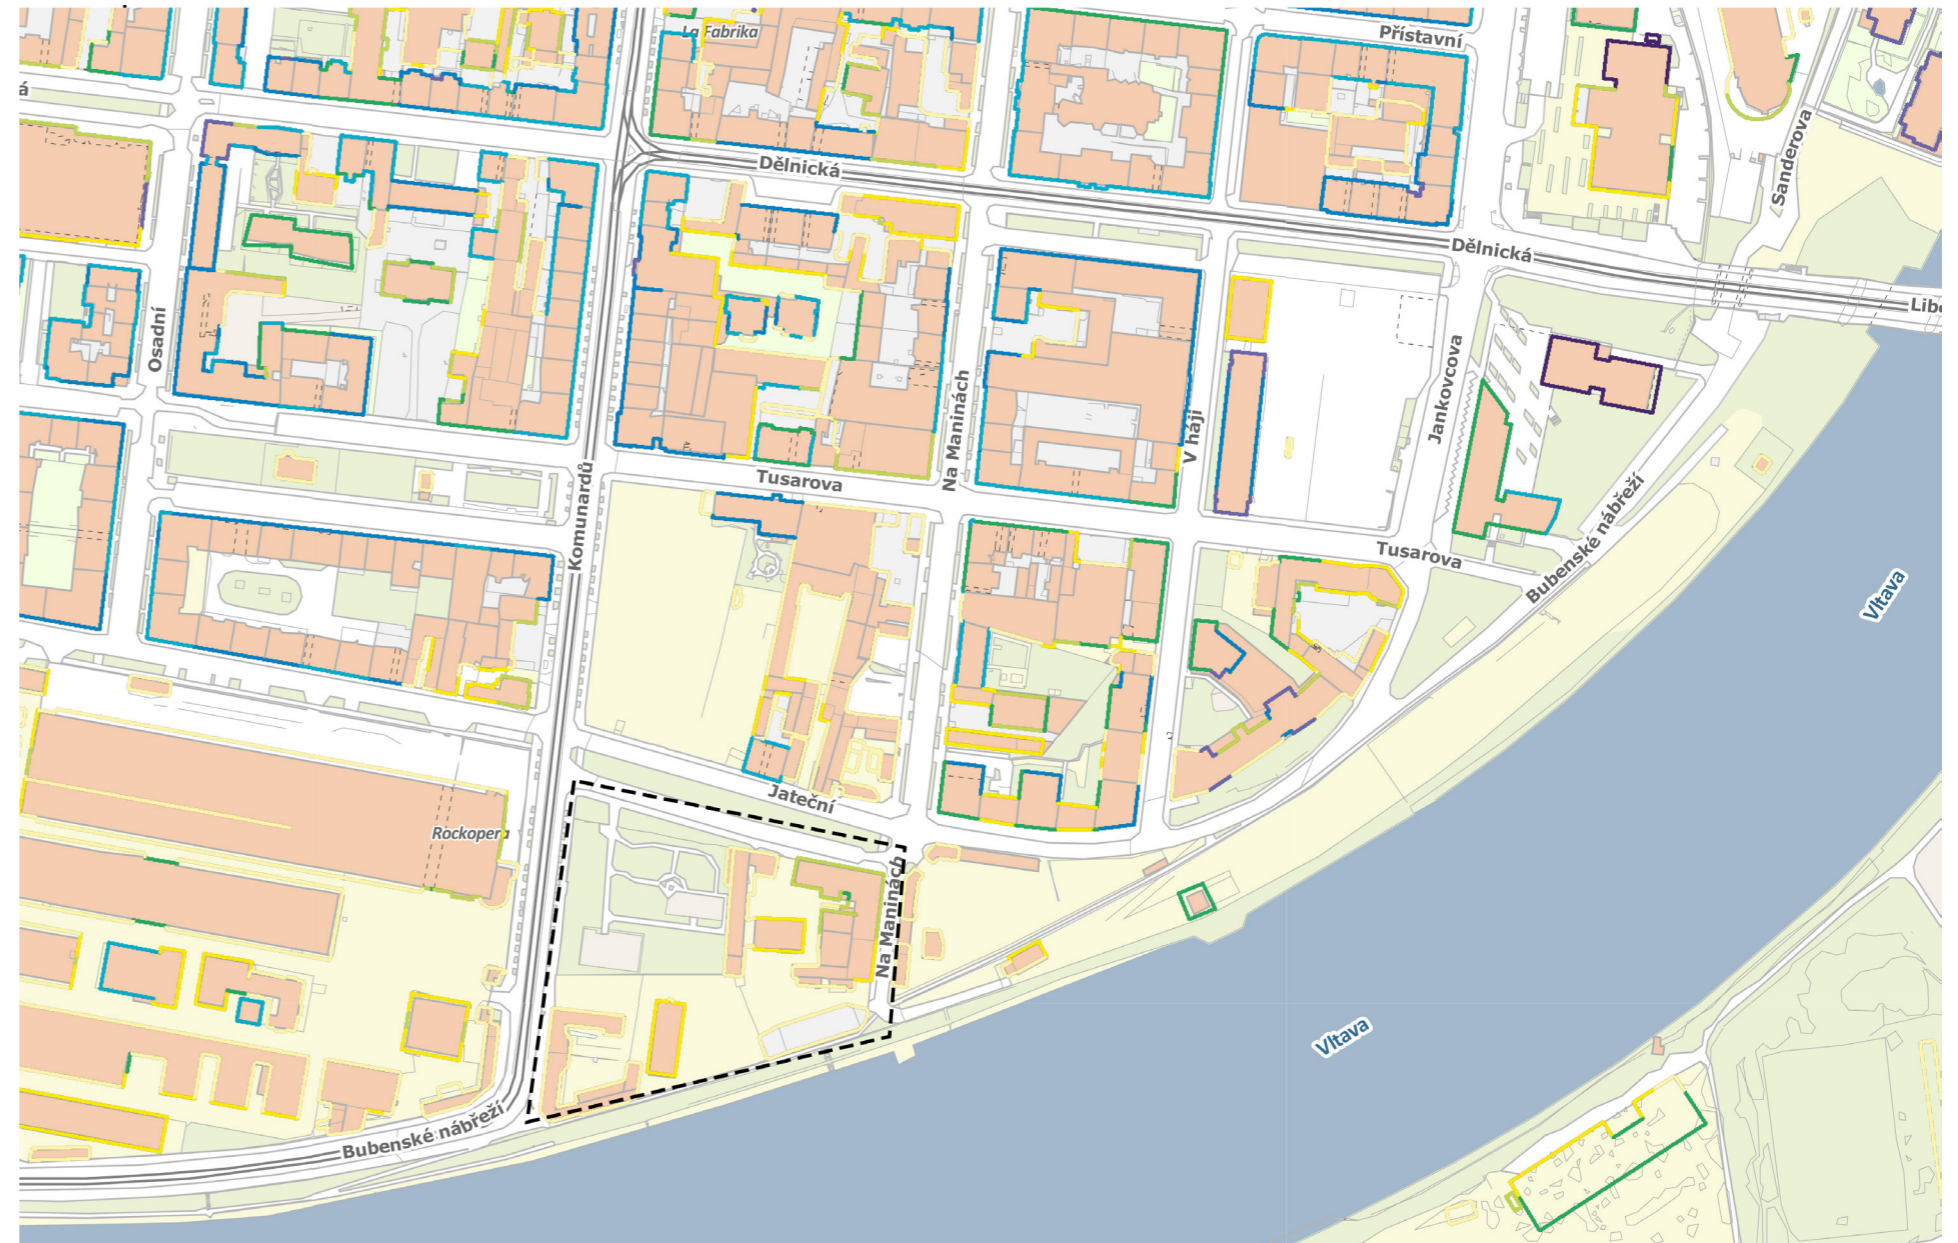 La Fabrika
Přístavní
á
Dělnická
Sanderova
Dělnická
Libe
Osadní
Na Maninách
V háji
Jankovcova
Komunardů
Tusarova
Tusarova
Bubenské nábřeží
Vltava
Jateční
Rockopera
Na Maninách
Vltava
Bubenské nábřeží